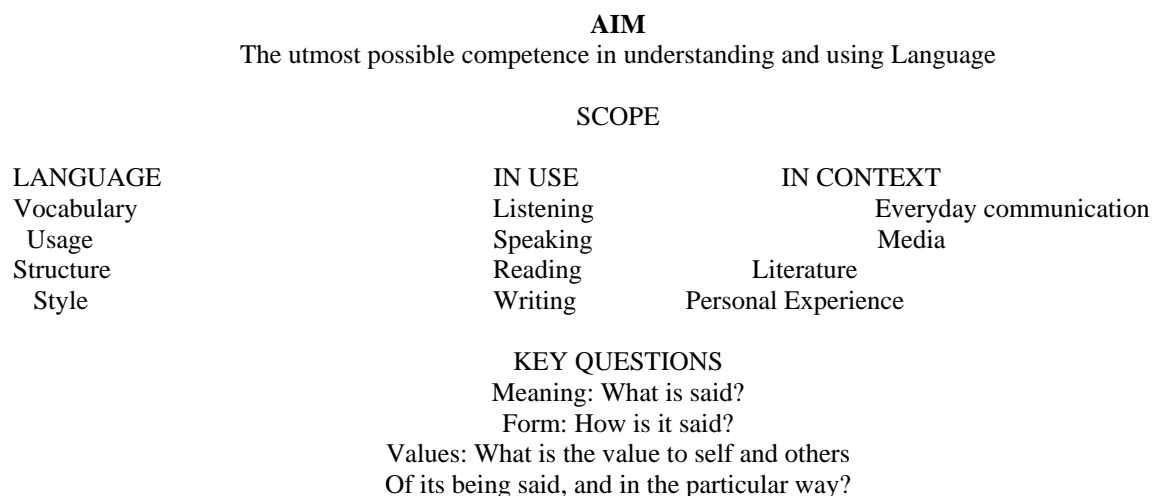 AIM
The utmost possible competence in understanding and using Language
SCOPE
LANGUAGE IN USE IN CONTEXT
Vocabulary Listening Everyday communication
Usage Speaking Media
Structure Reading Literature
Style Writing Personal Experience
KEY QUESTIONS
Meaning: What is said?
Form: How is it said?
Values: What is the value to self and others
Of its being said, and in the particular way?